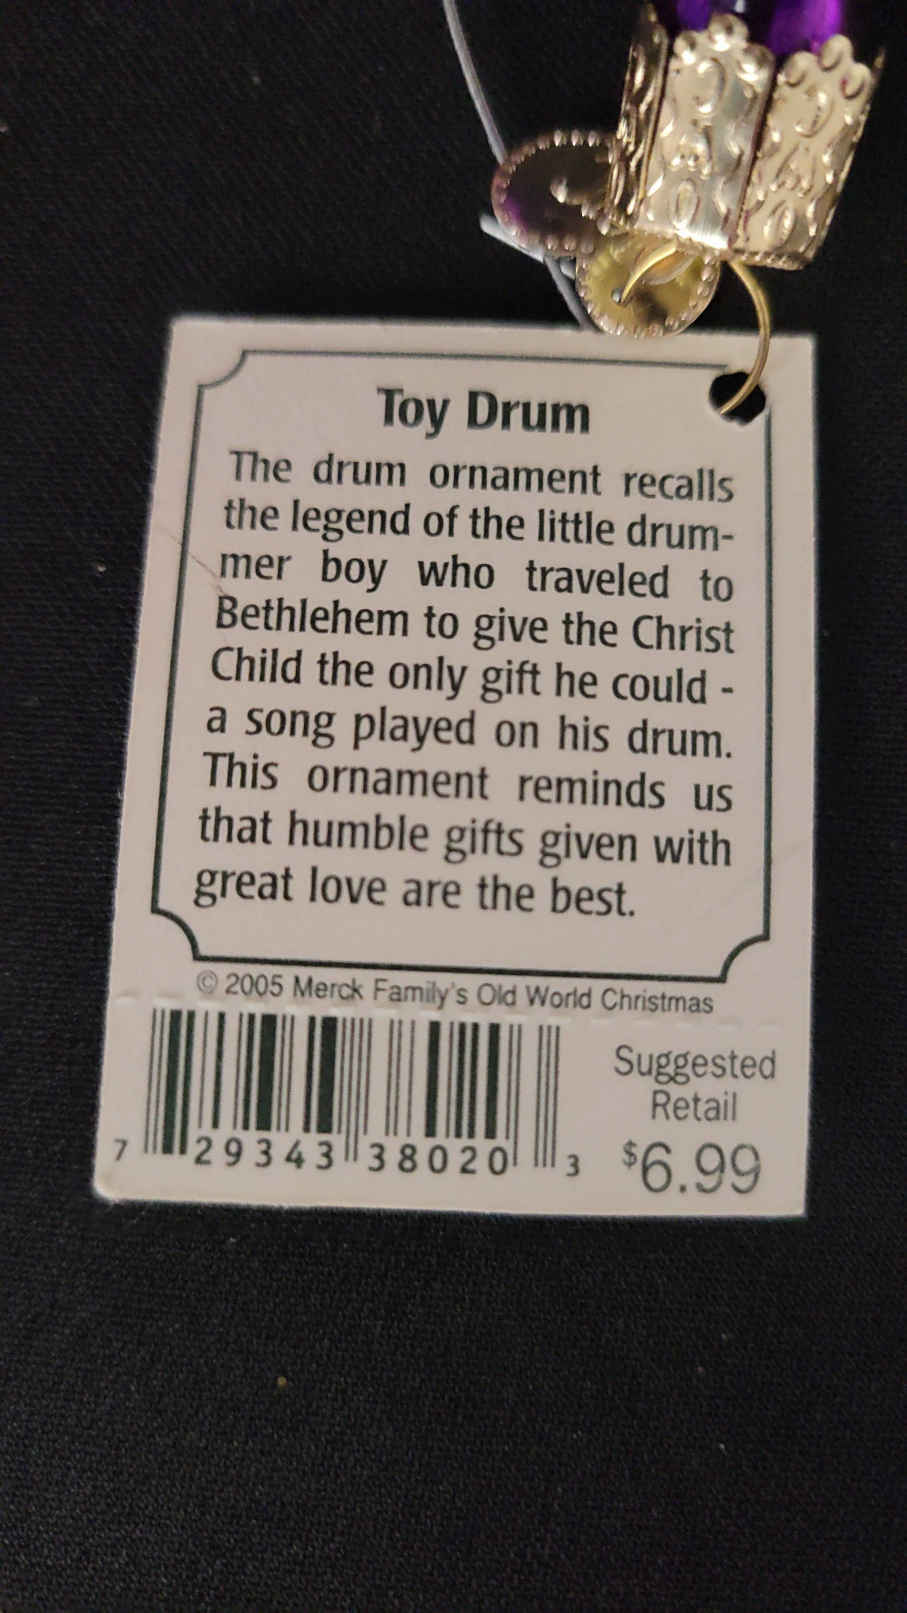 Toy Drum
The drum ornament recalls
the legend of the little drum-
mer boy who traveled to
Bethlehem to give the Christ
Child the only gift he could -
a song played on his drum.
This ornament reminds us
that humble gifts given with
great love are the best.
© 2005 Merck Family's Old World Christmas
Suggested
Retail
$6.99
7 29343 38020 3